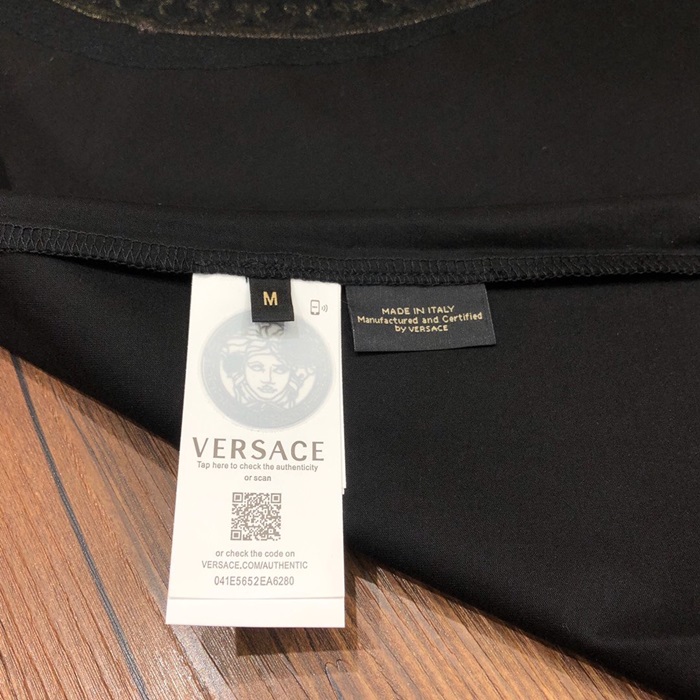 M
MADE IN ITALY
Manufactured and Certified
by VERSACE
VERSACE
Tap here to check the authenticity
or scan
or check the code on
VERSACE.COM/AUTHENTIC
041E5652EA6280